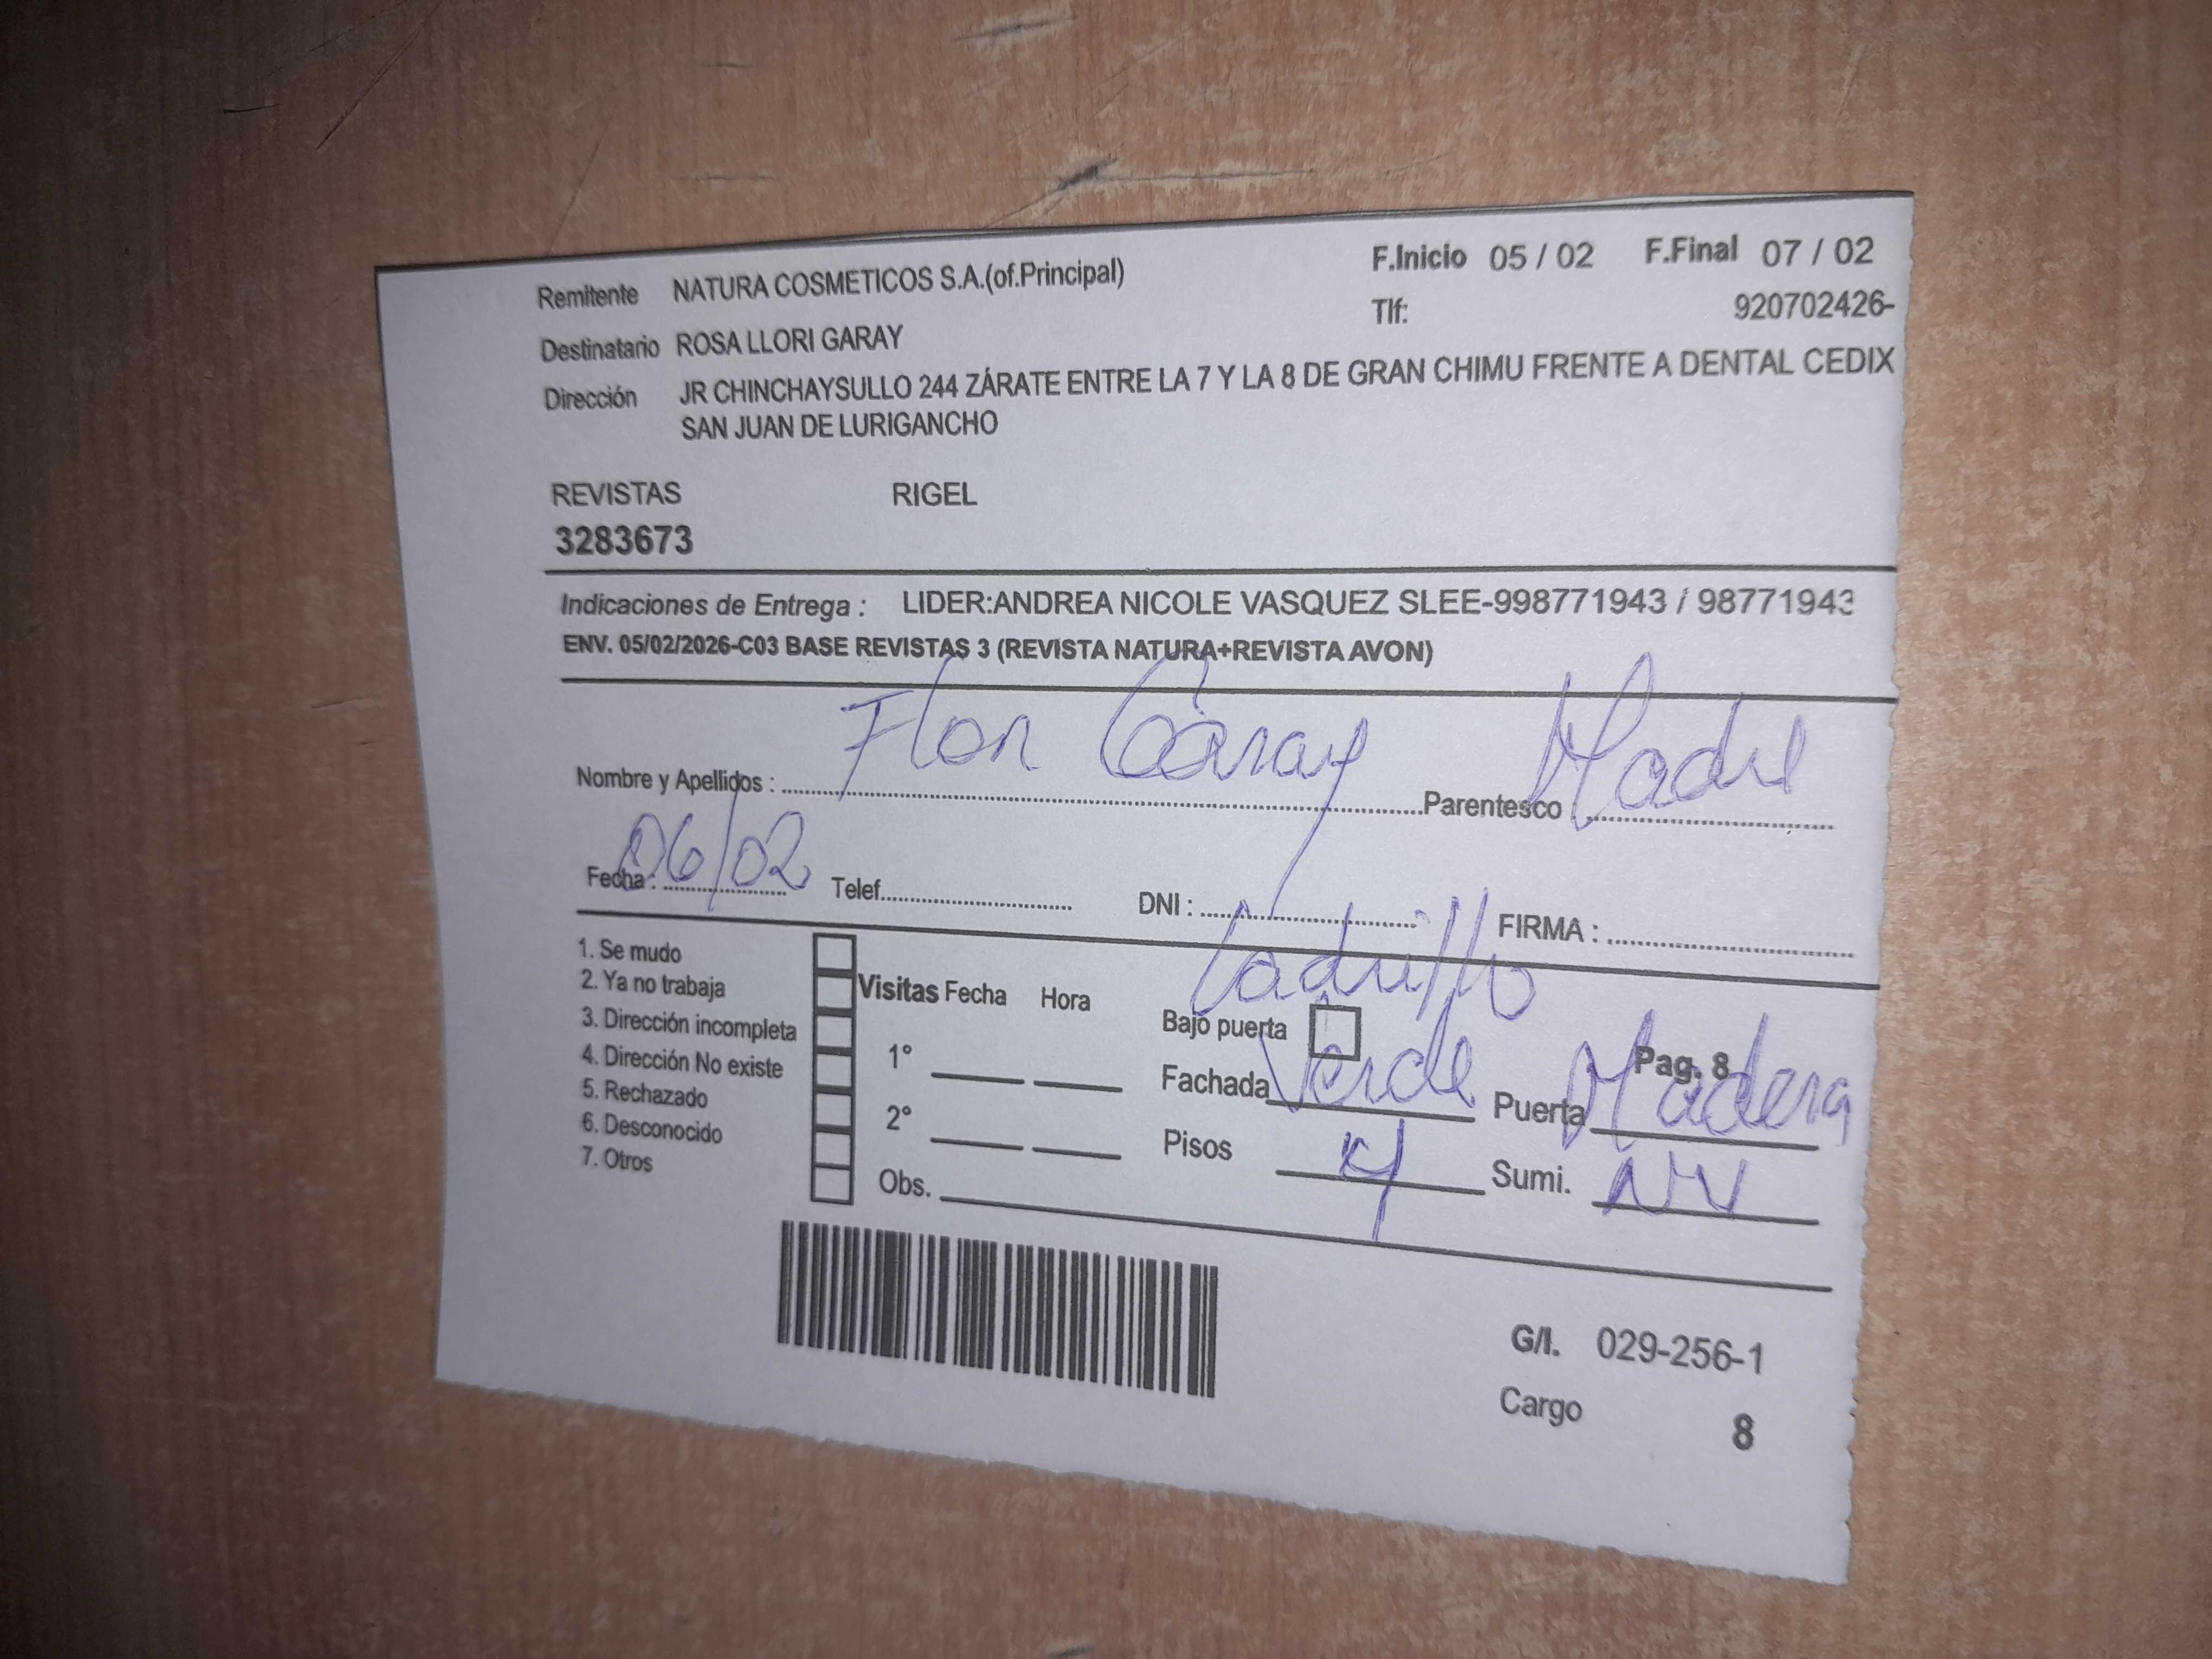 Remitente NATURA COSMETICOS S.A.(of.Principal) F.Inicio 05 / 02 F.Final 07 / 02
Tlf: 920702426-
Destinatario ROSA LLORI GARAY
Dirección JR CHINCHAYSULLO 244 ZÁRATE ENTRE LA 7 Y LA 8 DE GRAN CHIMU FRENTE A DENTAL CEDIX
SAN JUAN DE LURIGANCHO
REVISTAS RIGEL
3283673
Indicaciones de Entrega : LIDER:ANDREA NICOLE VASQUEZ SLEE-998771943 / 98771943
ENV. 05/02/2026-C03 BASE REVISTAS 3 (REVISTA NATURA+REVISTA AVON)
Nombre y Apellidos : Flor Garay Parentesco : Madre
Fecha : 06/02 Telef. DNI : FIRMA :
1. Se mudo
2. Ya no trabaja
3. Dirección incompleta
4. Dirección No existe
5. Rechazado
6. Desconocido
7. Otros
Visitas Fecha Hora
1°
2°
Obs.
Ladrillo
Bajo puerta
Pag. 8
Fachada Verde Puerta Madera
Pisos 4 Sumi. NV
G/I. 029-256-1
Cargo 8